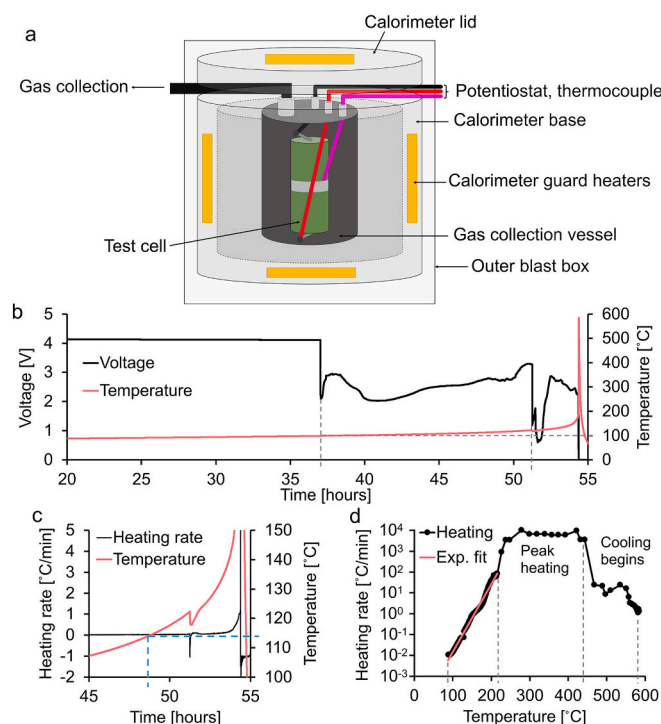 a
Calorimeter lid
Gas collection
Potentiostat, thermocouple
Calorimeter base
Calorimeter guard heaters
Test cell
Gas collection vessel
Outer blast box
b
Voltage [V]
5
4
3
2
1
0
Voltage
Temperature
600
500
400
300
200
100
0
Temperature [˚C]
20 25 30 35 40 45 50 55
Time [hours]
c
Heating rate [˚C/min]
5
4
3
2
1
0
-1
-2
Heating rate
Temperature
150
140
130
120
110
100
Temperature [˚C]
45 50 55
Time [hours]
d
Heating rate [˚C/min]
10⁴
10³
10²
10¹
10⁰
10⁻¹
10⁻²
10⁻³
Heating
Exp. fit
Peak
heating
Cooling
begins
0 100 200 300 400 500 600
Temperature [˚C]